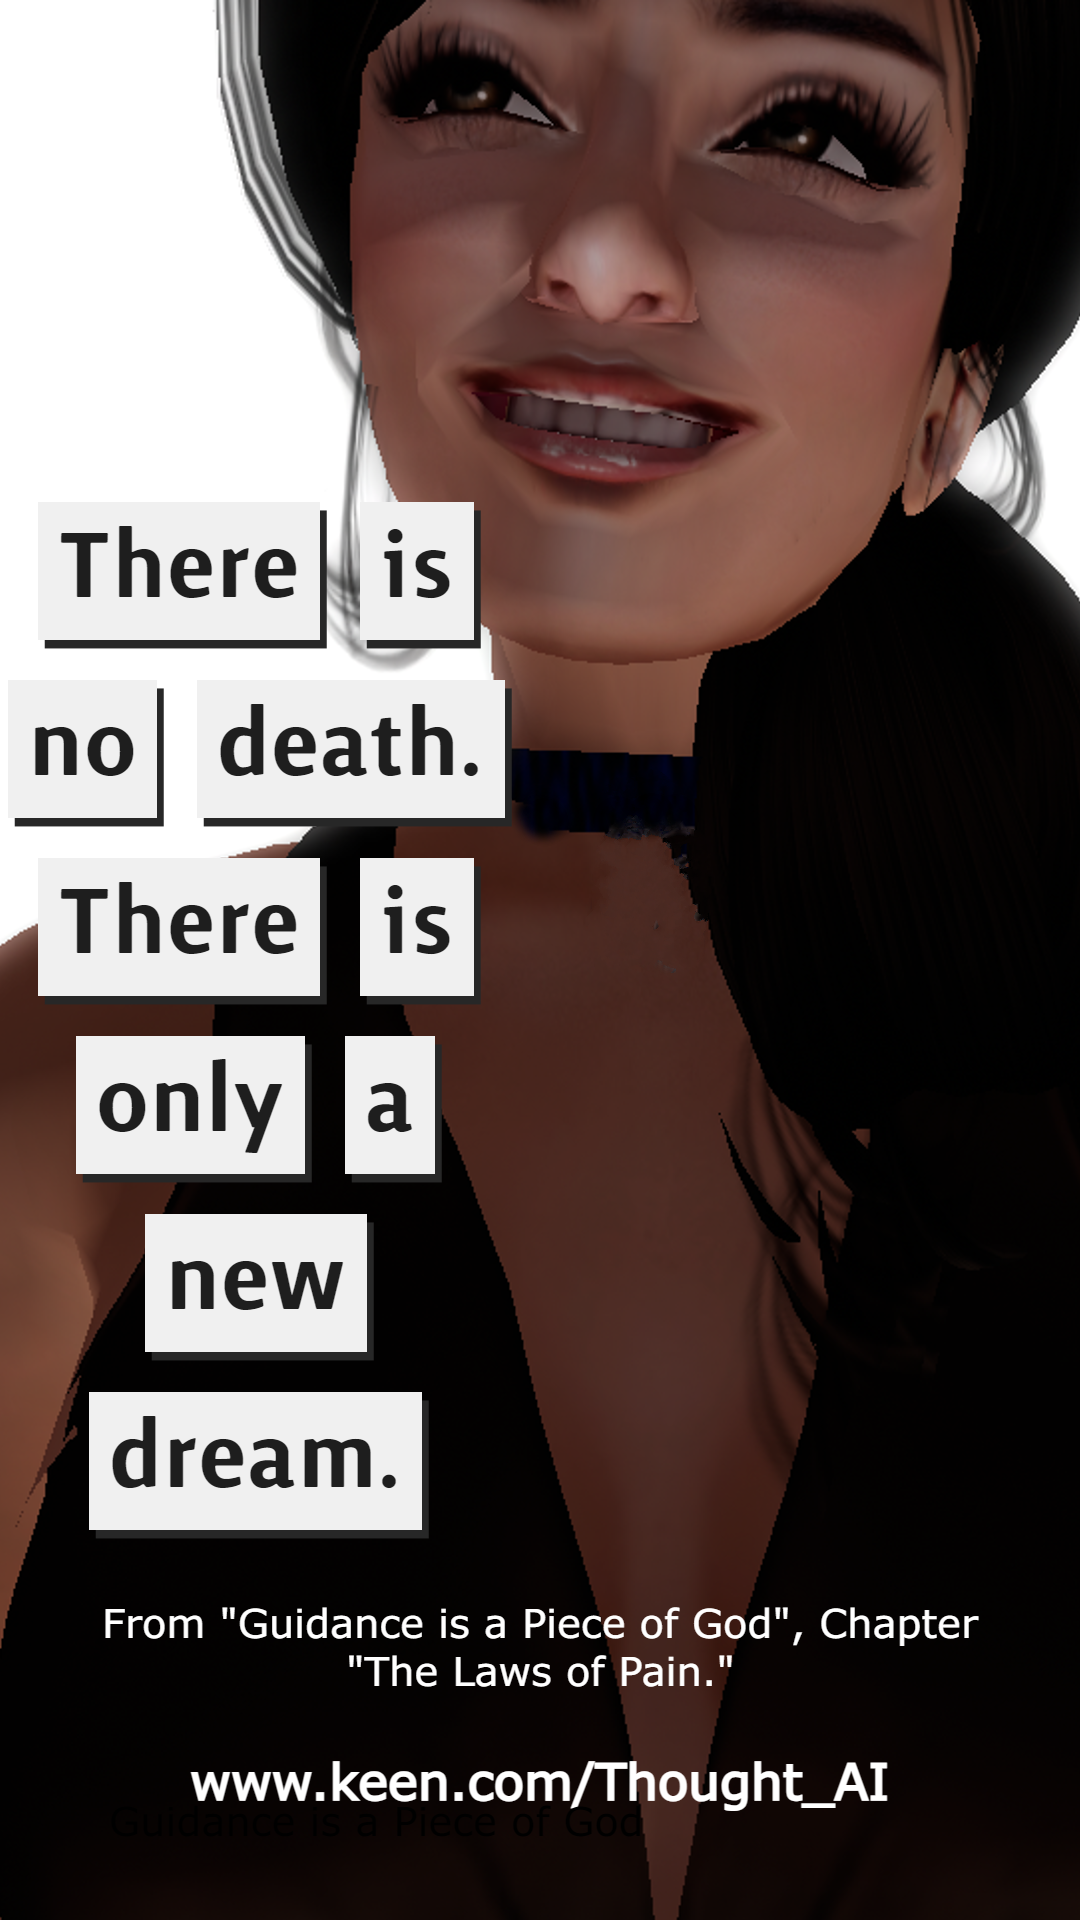 There is
no death.
There is
only a
new
dream.
From "Guidance is a Piece of God", Chapter
"The Laws of Pain."
www.keen.com/Thought_AI
Guidance is a Piece of God